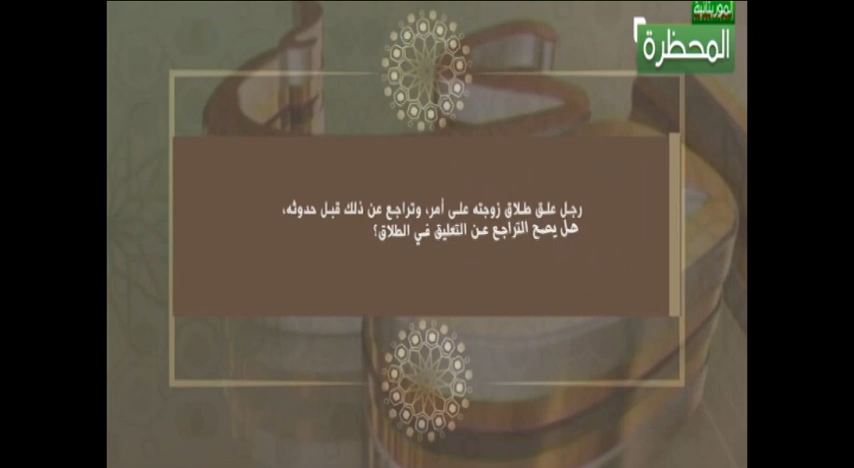 الموريتانية
المحظرة
رجل علق طلاق زوجته على أمر، وتراجع عن ذلك قبل حدوثه،
هل يصح التراجع عن التعليق في الطلاق؟